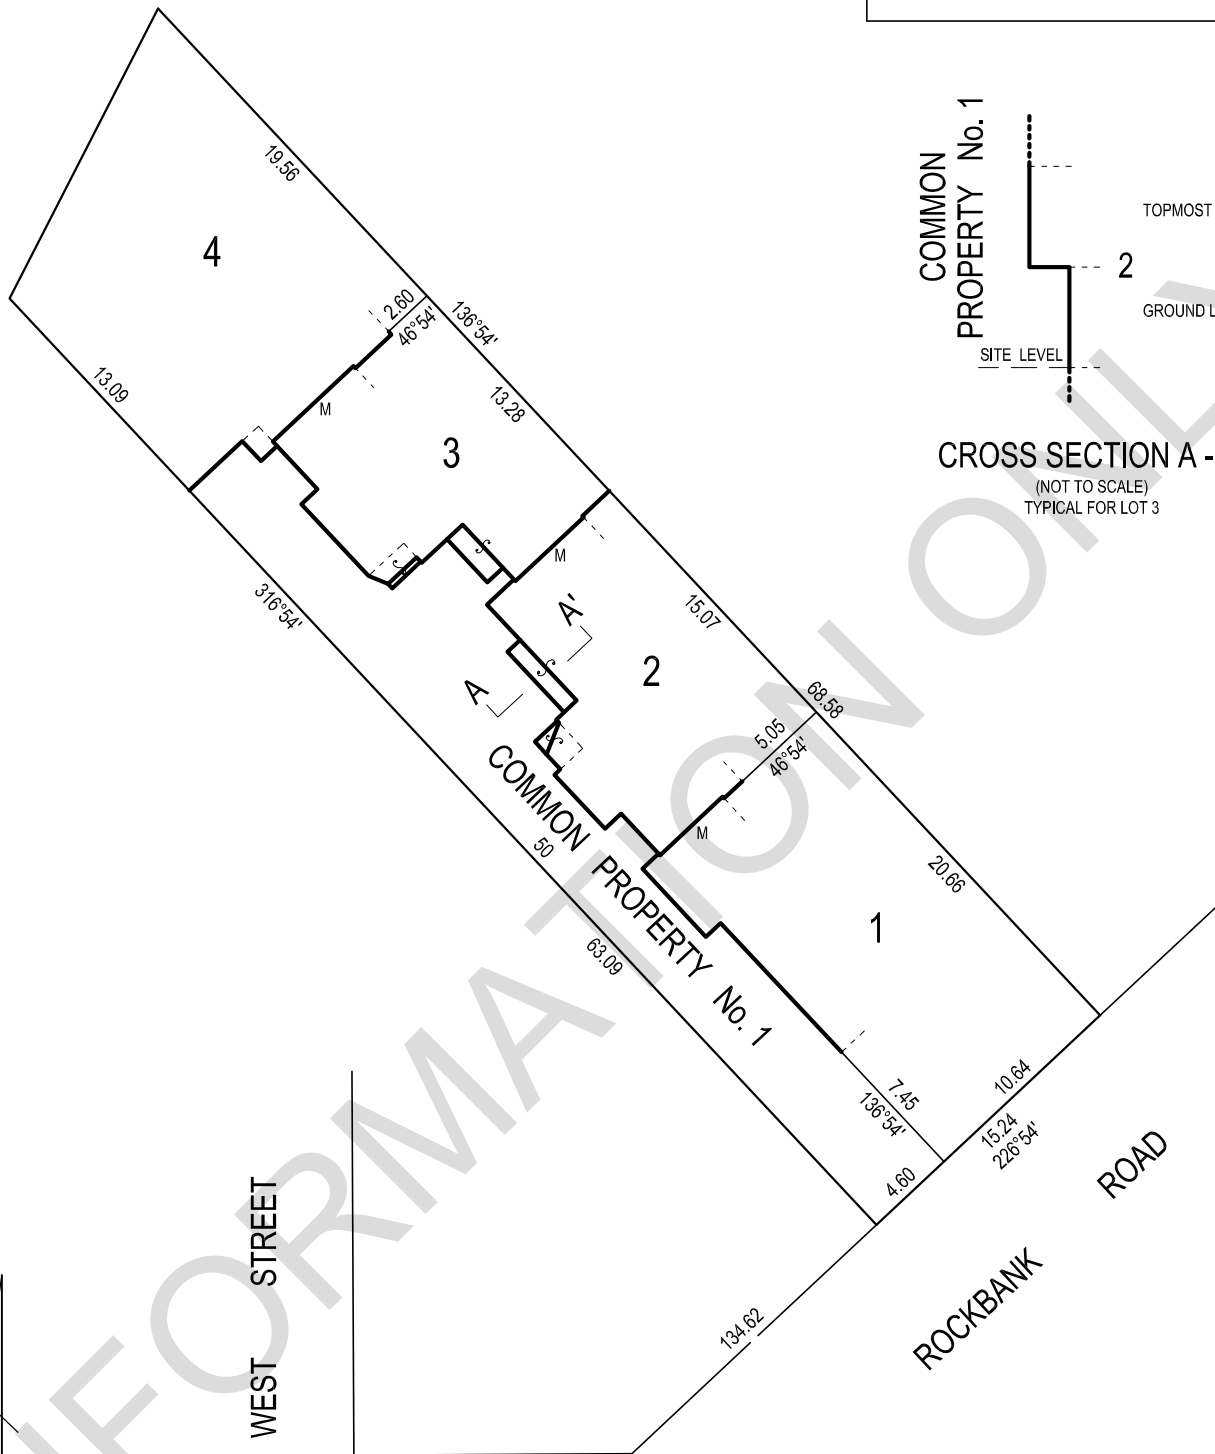 COMMON
PROPERTY No. 1
TOPMOST
2
GROUND L
SITE LEVEL
CROSS SECTION A -
(NOT TO SCALE)
TYPICAL FOR LOT 3
19.56
4
2.60
46°54'
136°54'
13.09
M
13.28
3
M
316°54'
15.07
A'
2
A
68.58
5.05
46°54'
COMMON PROPERTY No. 1
50
M
20.66
63.09
1
7.45
136°54'
10.64
15.24
226°54'
4.60
ROCKBANK ROAD
134.62
WEST STREET
NFORMATION ONLY